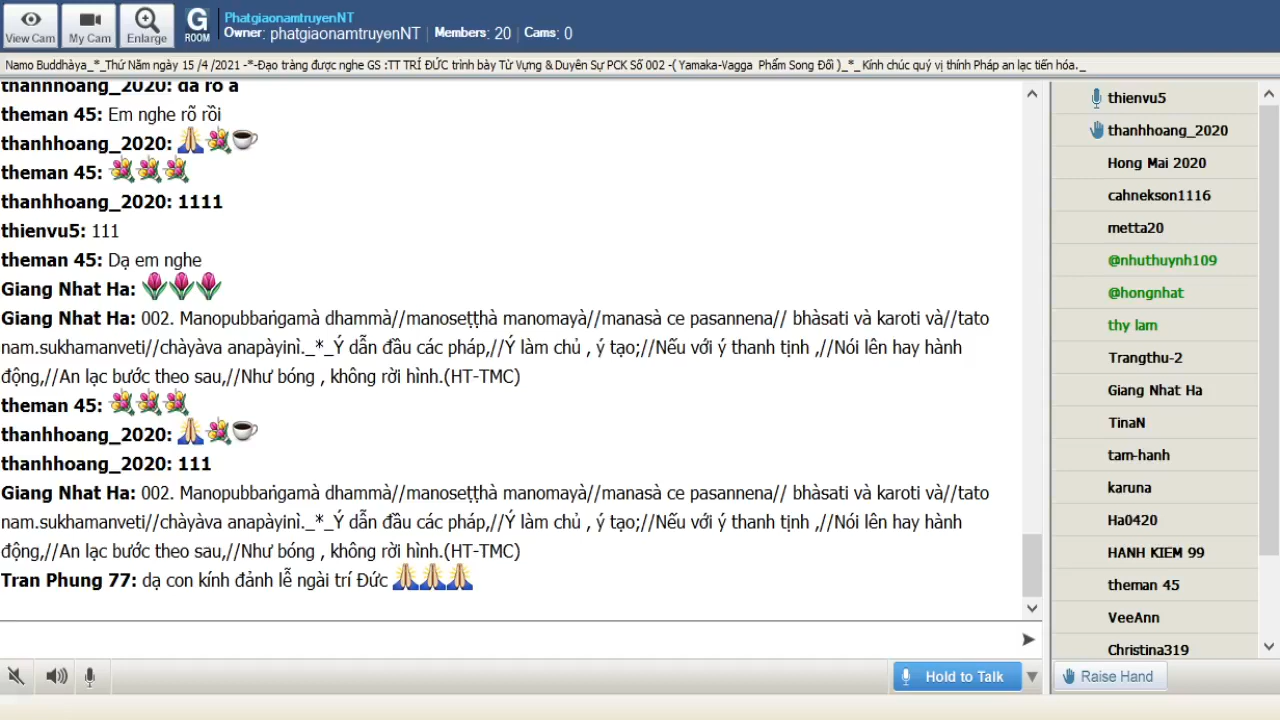 View Cam
My Cam
Enlarge
G
ROOM
PhatgiaonamtruyenNT
Owner: phatgiaonamtruyenNT | Members: 20 | Cams: 0
Namo Buddhàya_*_Thứ Năm ngày 15 /4 /2021 -*-Đạo tràng được nghe GS :TT TRÍ ĐỨC trình bày Từ Vựng & Duyên Sự PCK Số 002 -( Yamaka-Vagga Phẩm Song Đối )_*_ Kính chúc quý vị thính Pháp an lạc tiến hóa._
thanhhoang_2020: da rõ a
theman 45: Em nghe rõ rồi
thanhhoang_2020:
theman 45:
thanhhoang_2020: 1111
thienvu5: 111
theman 45: Dạ em nghe
Giang Nhat Ha:
Giang Nhat Ha: 002. Manopubbaṅgamà dhammà//manoseṭṭhà manomayà//manasà ce pasannena// bhàsati và karoti và//tato
nam.sukhamanveti//chàyàva anapàyinì._*_Ý dẫn đầu các pháp,//Ý làm chủ , ý tạo;//Nếu với ý thanh tịnh ,//Nói lên hay hành
động,//An lạc bước theo sau,//Như bóng , không rời hình.(HT-TMC)
theman 45:
thanhhoang_2020:
thanhhoang_2020: 111
Giang Nhat Ha: 002. Manopubbaṅgamà dhammà//manoseṭṭhà manomayà//manasà ce pasannena// bhàsati và karoti và//tato
nam.sukhamanveti//chàyàva anapàyinì._*_Ý dẫn đầu các pháp,//Ý làm chủ , ý tạo;//Nếu với ý thanh tịnh ,//Nói lên hay hành
động,//An lạc bước theo sau,//Như bóng , không rời hình.(HT-TMC)
Tran Phung 77: dạ con kính đảnh lễ ngài trí Đức
thienvu5
thanhhoang_2020
Hong Mai 2020
cahnekson1116
metta20
@nhuthuynh109
@hongnhat
thy lam
Trangthu-2
Giang Nhat Ha
TinaN
tam-hanh
karuna
Ha0420
HANH KIEM 99
theman 45
VeeAnn
Christina319
Hold to Talk
Raise Hand